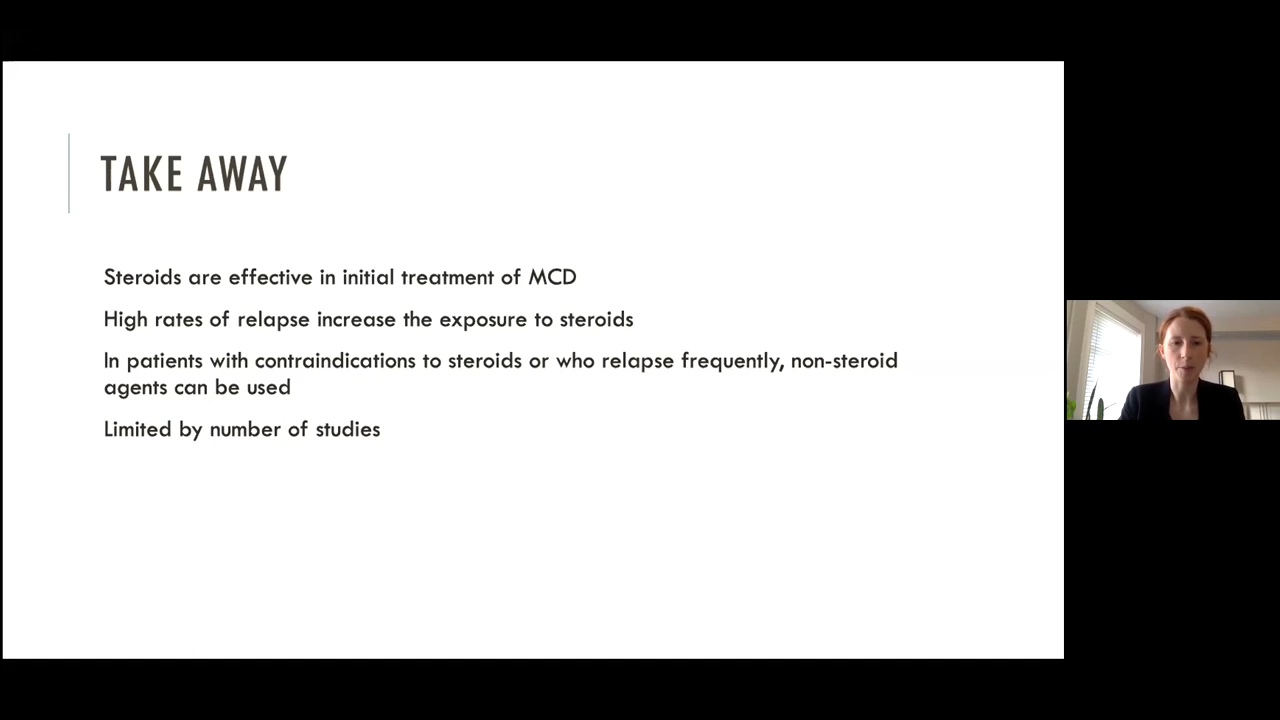 TAKE AWAY
Steroids are effective in initial treatment of MCD
High rates of relapse increase the exposure to steroids
In patients with contraindications to steroids or who relapse frequently, non-steroid
agents can be used
Limited by number of studies